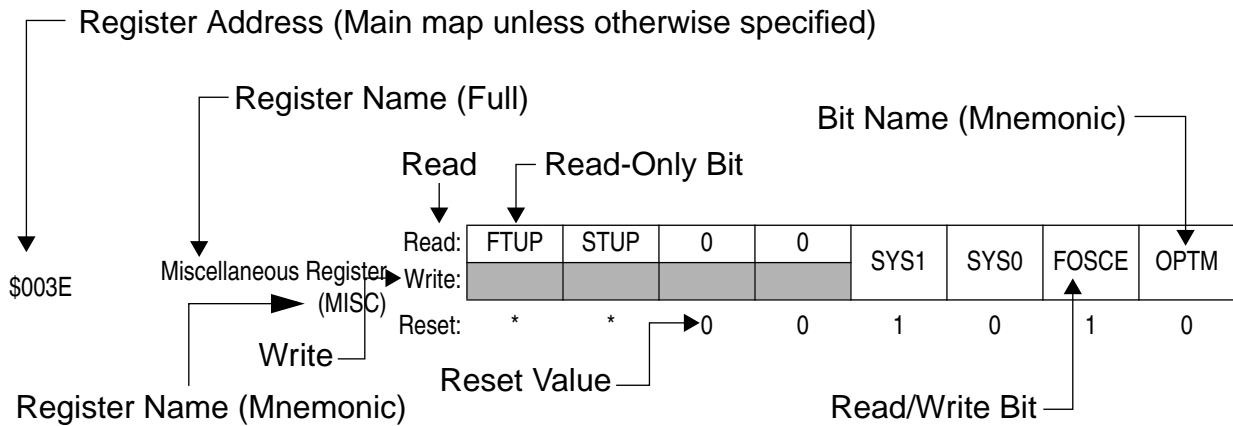 Register Address (Main map unless otherwise specified)
Register Name (Full)
Bit Name (Mnemonic)
Read
Read-Only Bit
Read: FTUP STUP 0 0 SYS1 SYS0 FOSCE OPTM
$003E
Miscellaneous Register
(MISC)
Write:
Reset: * * 0 0 1 0 1 0
Write
Reset Value
Register Name (Mnemonic)
Read/Write Bit